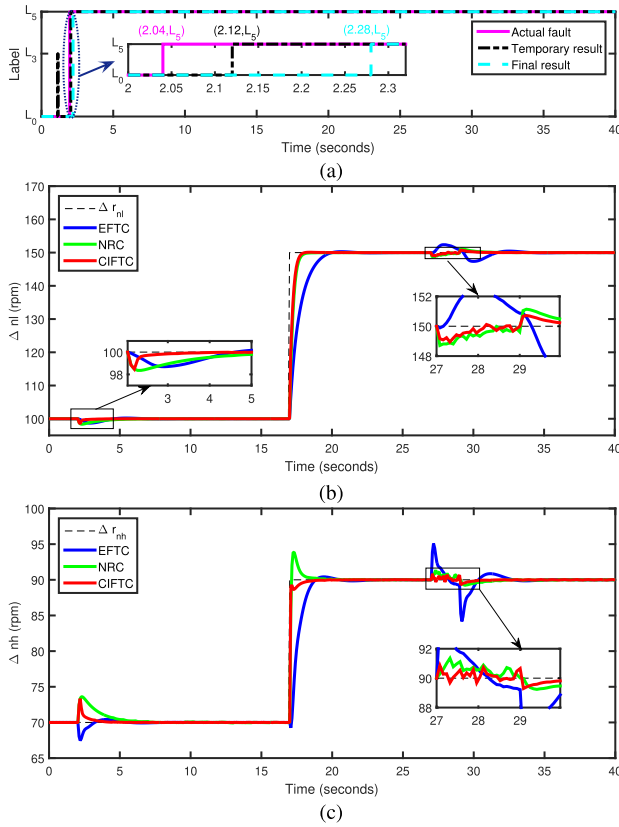 (2.04,L5) (2.12,L5) (2.28,L5)
L5
L3
L0
Label
L5
L0
2 2.05 2.1 2.15 2.2 2.25 2.3
Actual fault
Temporary result
Final result
0 5 10 15 20 25 30 35 40
Time (seconds)
(a)
170
160
150
140
130
120
110
100
Δ nl (rpm)
Δ r_nl
EFTC
NRC
CIFTC
100
98
3 4 5
152
150
148
27 28 29
0 5 10 15 20 25 30 35 40
Time (seconds)
(b)
100
95
90
85
80
75
70
65
Δ nh (rpm)
Δ r_nh
EFTC
NRC
CIFTC
92
90
88
27 28 29
0 5 10 15 20 25 30 35 40
Time (seconds)
(c)